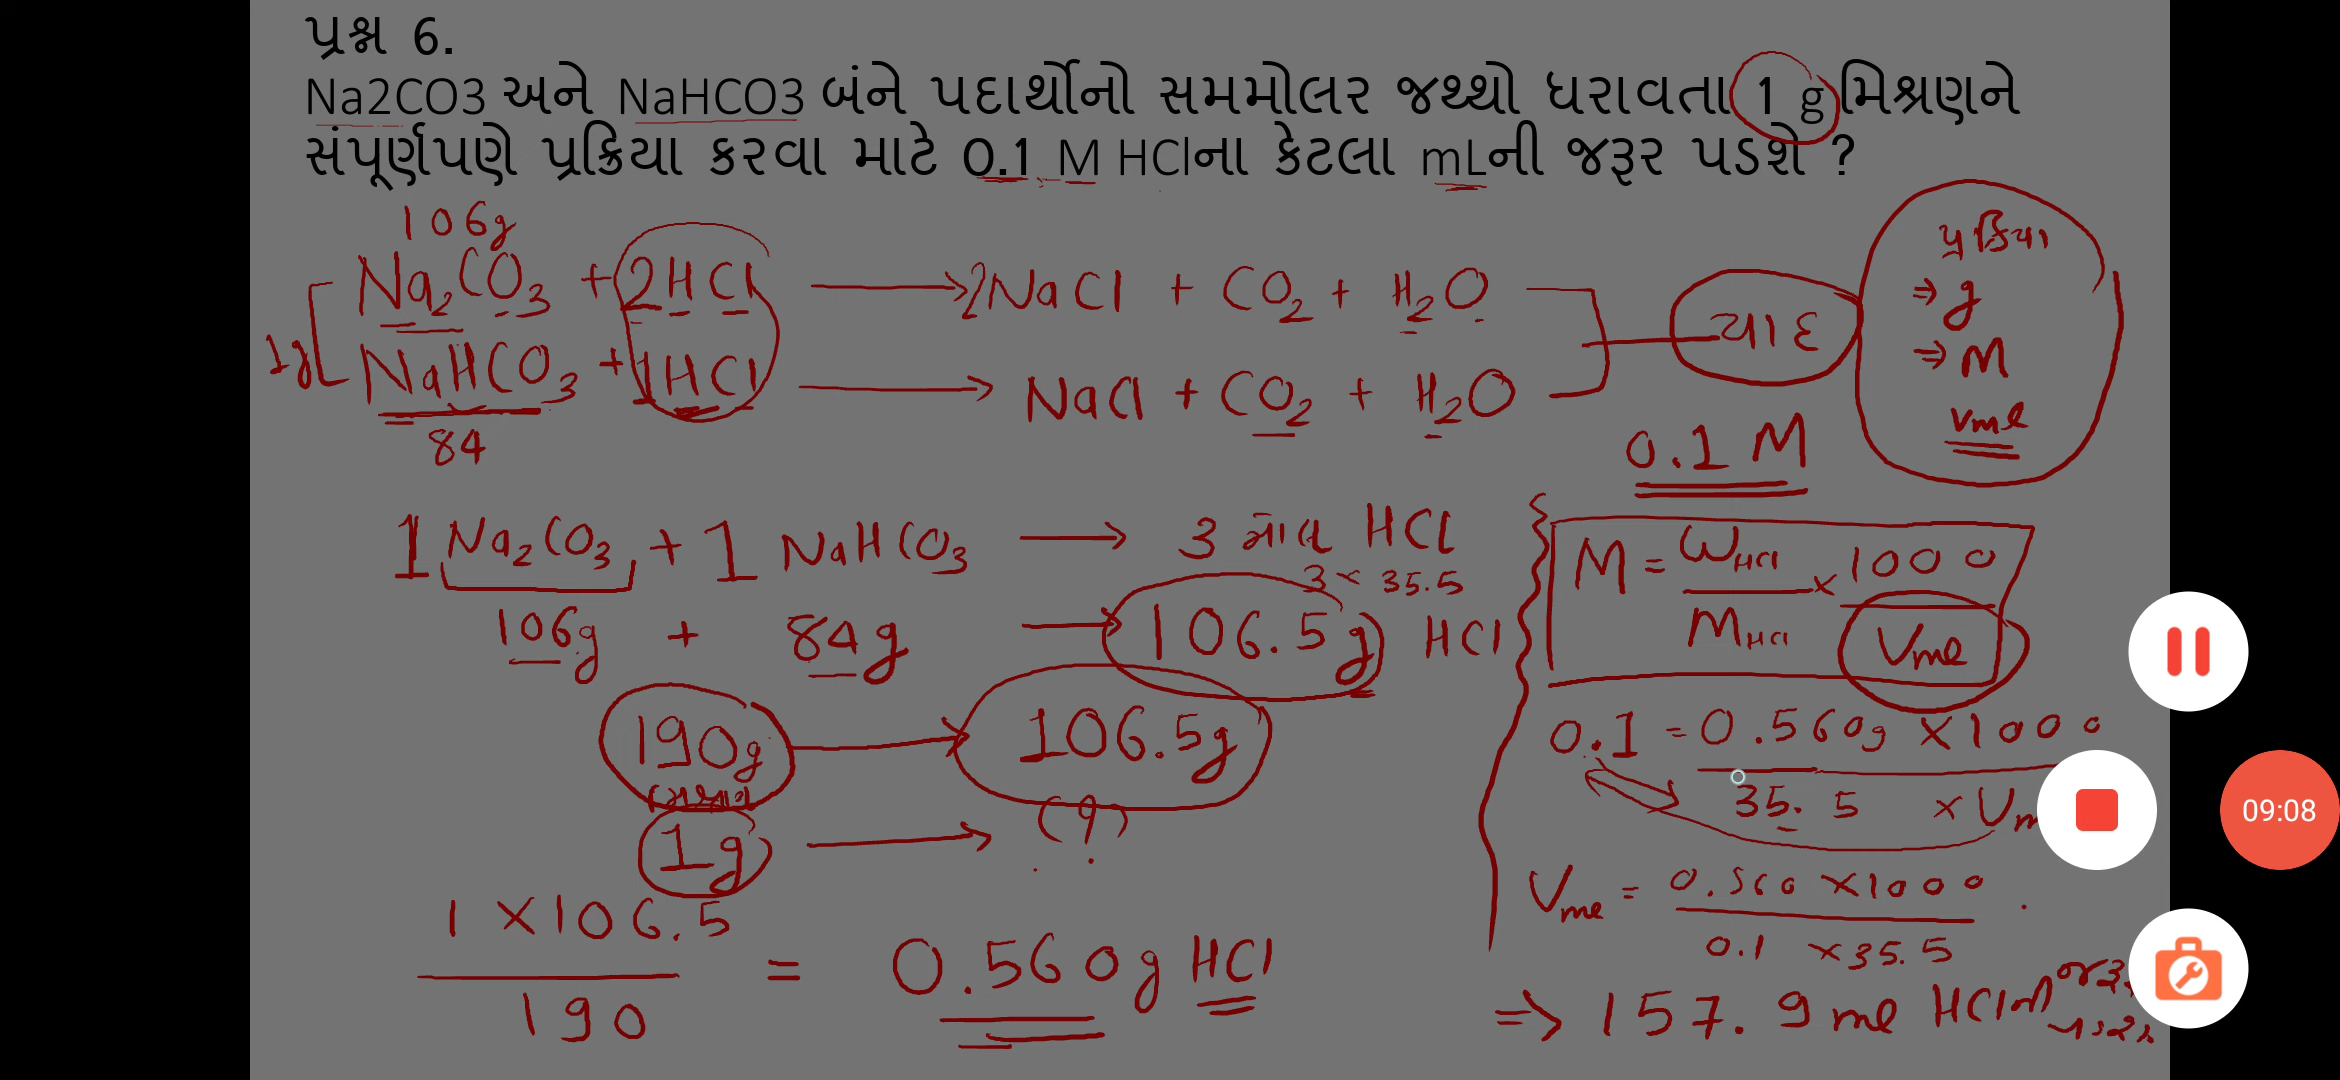 પ્રશ્ન 6.
Na2CO3 અને NaHCO3 બંને પદાર્થોનો સમમોલર જથ્થો ધરાવતા 1 g મિશ્રણને
સંપૂર્ણપણે પ્રક્રિયા કરવા માટે 0.1 M HClના કેટલા mLની જરૂર પડશે ?
106g
Na2CO3 + 2HCl → 2NaCl + CO2 + H2O
1g
NaHCO3 + 1HCl → NaCl + CO2 + H2O
84
યાદ
પ્રક્રિયા
⇒ g
⇒ M
Vml
0.1 M
1 Na2CO3 + 1 NaHCO3 → 3 મોલ HCl
3 × 35.5
106g + 84g → 106.5g HCl
190g → 106.5g
(મિશ્રણ)
1g → (?)
1 × 106.5
190
= 0.560g HCl
M = WHCl × 1000
MHCl Vml
0.1 = 0.560g × 1000
35.5 × Vm
Vml = 0.560 × 1000
0.1 × 35.5
⇒ 157.9 ml HClની
09:08